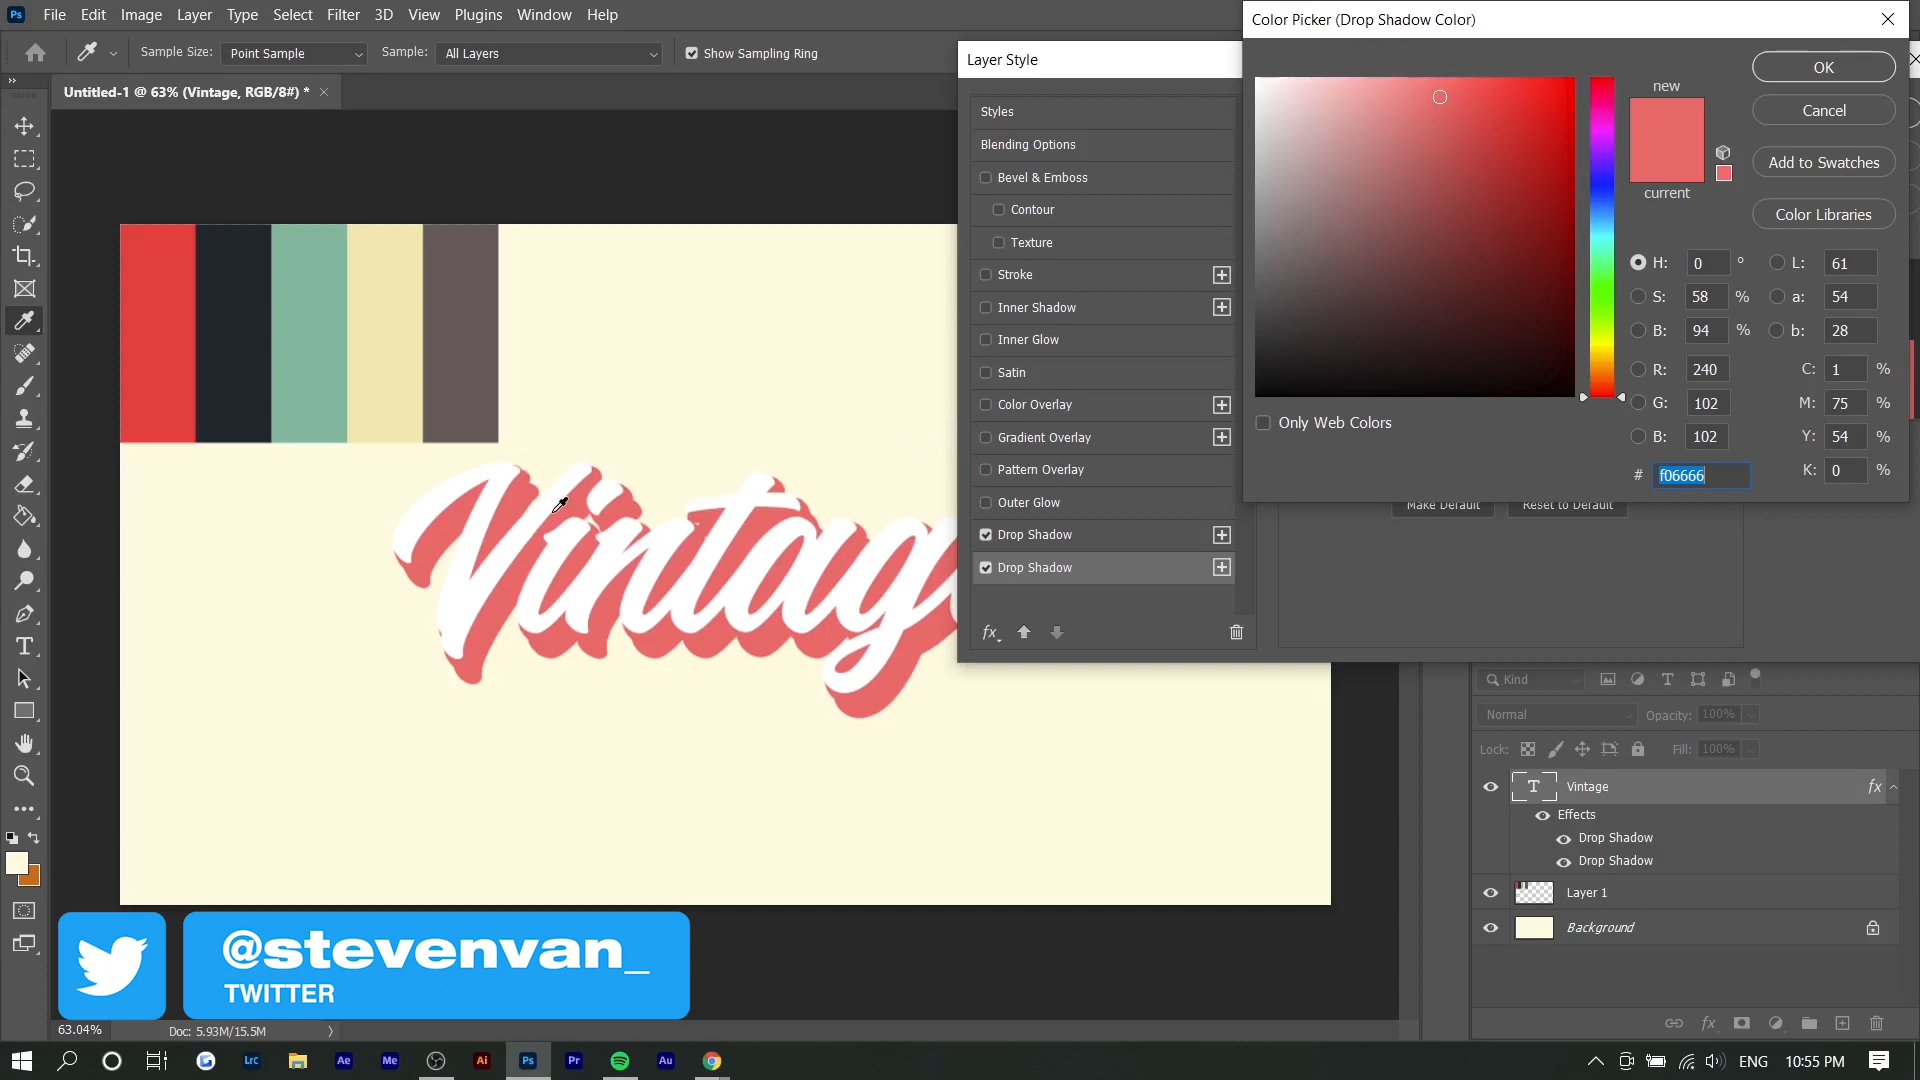 Ps File Edit Image Layer Type Select Filter 3D View Plugins Window Help
Sample Size: Point Sample Sample: All Layers Show Sampling Ring
Untitled-1 @ 63% (Vintage, RGB/8#) *
Vintag
Layer Style
Styles
Blending Options
Bevel & Emboss
Contour
Texture
Stroke
Inner Shadow
Inner Glow
Satin
Color Overlay
Gradient Overlay
Pattern Overlay
Outer Glow
Drop Shadow
Drop Shadow
fx
Color Picker (Drop Shadow Color)
new
current
OK
Cancel
Add to Swatches
Color Libraries
H: 0 ° L: 61
S: 58 % a: 54
B: 94 % b: 28
R: 240 C: 1 %
G: 102 M: 75 %
B: 102 Y: 54 %
# f06666 K: 0 %
Only Web Colors
Make Default Reset to Default
Kind
Normal Opacity: 100%
Lock: Fill: 100%
T Vintage fx
Effects
Drop Shadow
Drop Shadow
Layer 1
Background
fx
@stevenvan_
TWITTER
63.04% Doc: 5.93M/15.5M
Lrc Ae Me Ai Ps Pr Au ENG 10:55 PM